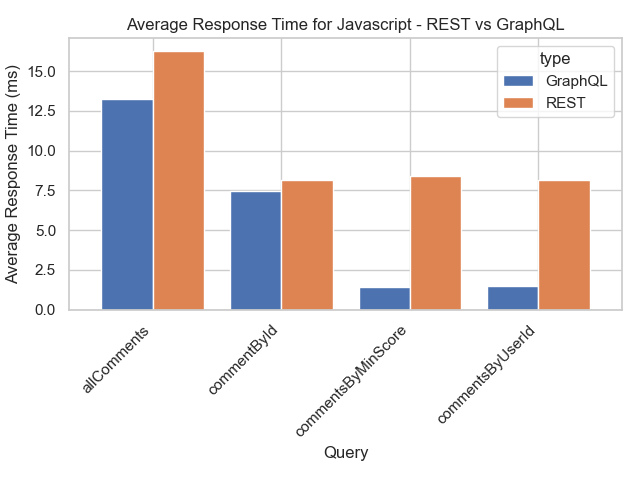 Average Response Time for Javascript - REST vs GraphQL
type
GraphQL
REST
Average Response Time (ms)
15.0
12.5
10.0
7.5
5.0
2.5
0.0
allComments
commentById
commentsByMinScore
commentsByUserId
Query